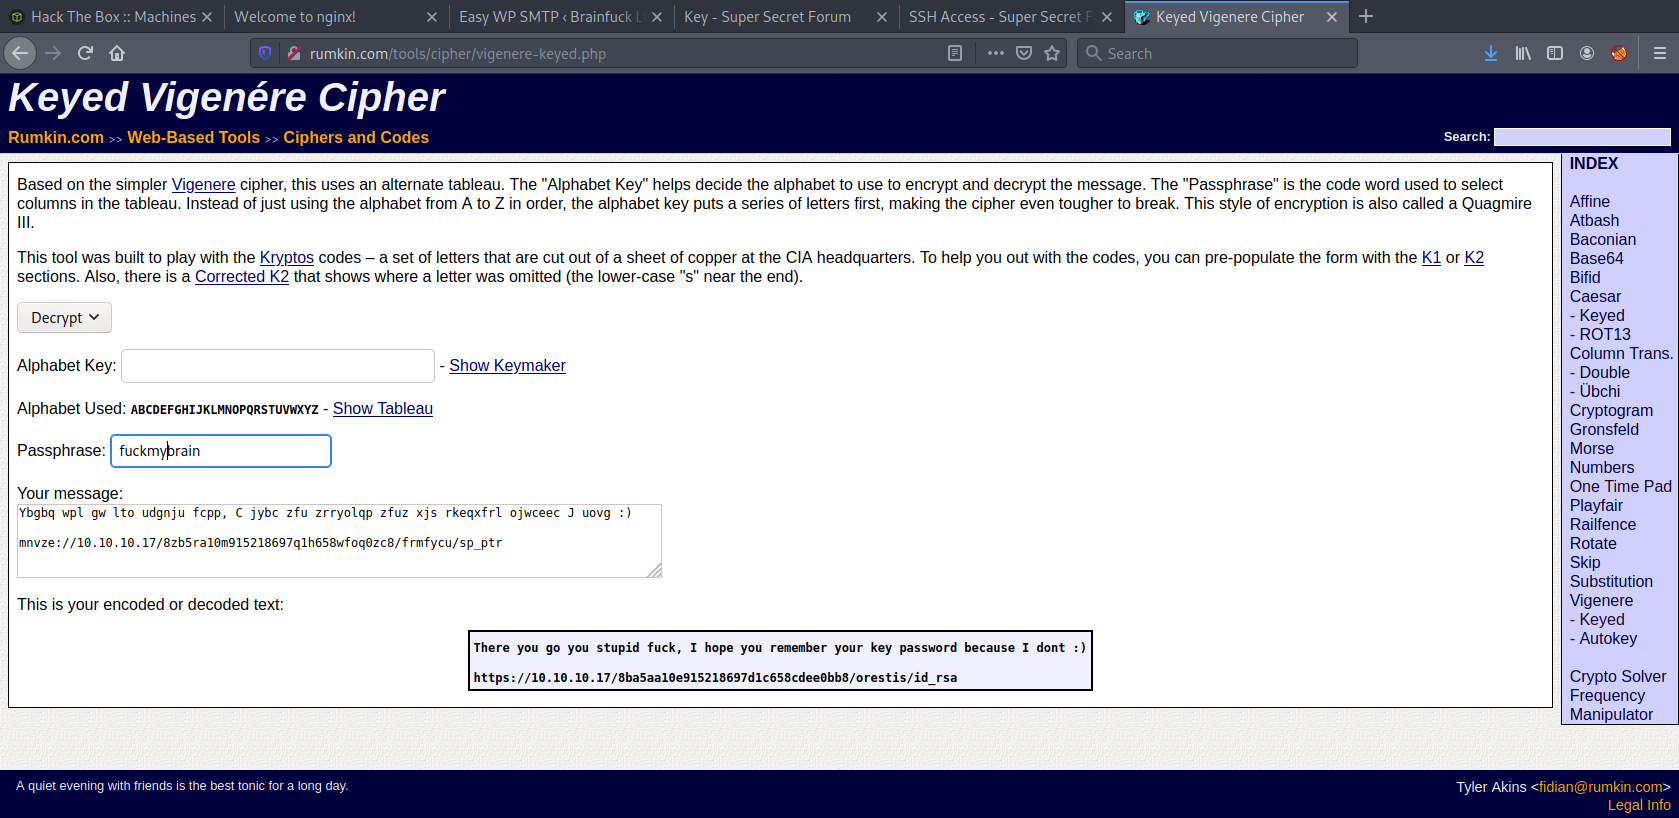 Hack The Box :: Machines
Welcome to nginx!
Easy WP SMTP ‹ Brainfuck L
Key - Super Secret Forum
SSH Access - Super Secret F
Keyed Vigenere Cipher
rumkin.com/tools/cipher/vigenere-keyed.php
Search
Keyed Vigenére Cipher
Rumkin.com >> Web-Based Tools >> Ciphers and Codes
Search:
Based on the simpler Vigenere cipher, this uses an alternate tableau. The "Alphabet Key" helps decide the alphabet to use to encrypt and decrypt the message. The "Passphrase" is the code word used to select
columns in the tableau. Instead of just using the alphabet from A to Z in order, the alphabet key puts a series of letters first, making the cipher even tougher to break. This style of encryption is also called a Quagmire
III.
This tool was built to play with the Kryptos codes – a set of letters that are cut out of a sheet of copper at the CIA headquarters. To help you out with the codes, you can pre-populate the form with the K1 or K2
sections. Also, there is a Corrected K2 that shows where a letter was omitted (the lower-case "s" near the end).
Decrypt
Alphabet Key: - Show Keymaker
Alphabet Used: ABCDEFGHIJKLMNOPQRSTUVWXYZ - Show Tableau
Passphrase: fuckmybrain
Your message:
Ybgbq wpl gw lto udgnju fcpp, C jybc zfu zrryolqp zfuz xjs rkeqxfrl ojwceec J uovg :)
mnvze://10.10.10.17/8zb5ra10m915218697q1h658wfoq0zc8/frmfycu/sp_ptr
This is your encoded or decoded text:
There you go you stupid fuck, I hope you remember your key password because I dont :)
https://10.10.10.17/8ba5aa10e915218697d1c658cdee0bb8/orestis/id_rsa
INDEX
Affine
Atbash
Baconian
Base64
Bifid
Caesar
- Keyed
- ROT13
Column Trans.
- Double
- Übchi
Cryptogram
Gronsfeld
Morse
Numbers
One Time Pad
Playfair
Railfence
Rotate
Skip
Substitution
Vigenere
- Keyed
- Autokey
Crypto Solver
Frequency
Manipulator
A quiet evening with friends is the best tonic for a long day.
Tyler Akins <fidian@rumkin.com>
Legal Info